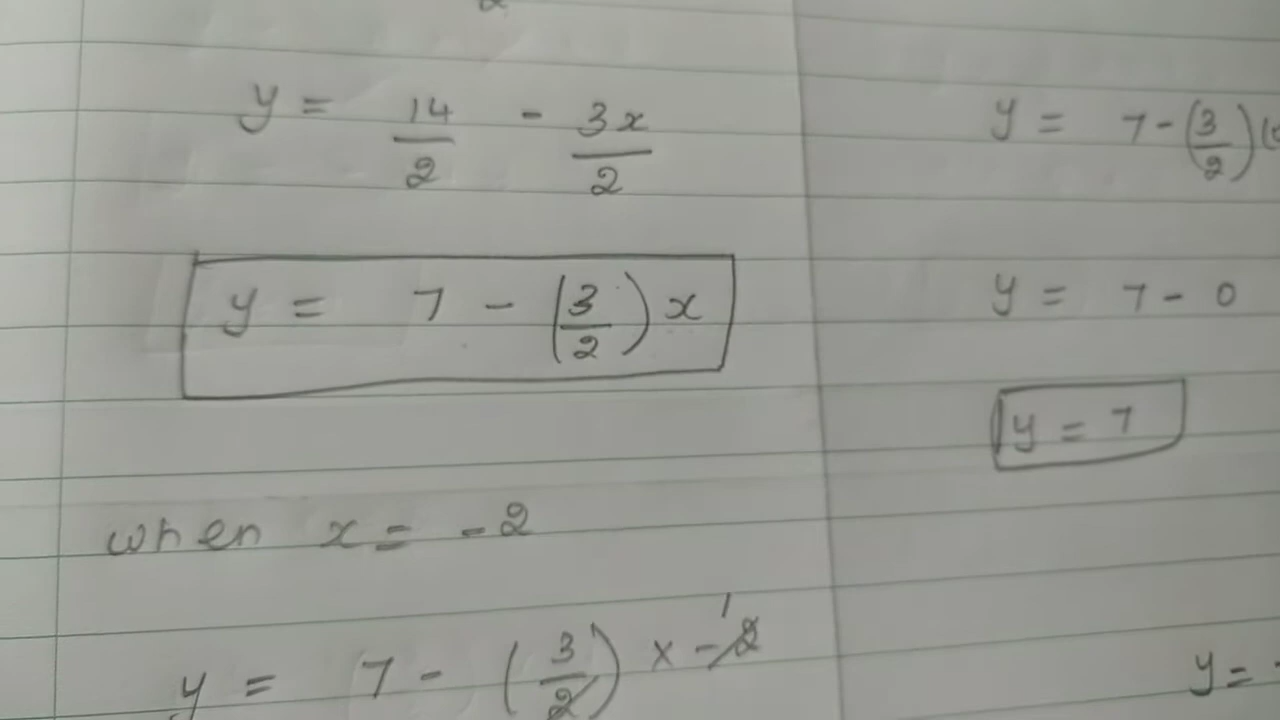 y = 14/2 - 3x/2
y = 7 - (3/2) x
when x = -2
y = 7 - (3/2) x - 2 1
y = 7 - (3/2) (
y = 7 - 0
y = 7
y =